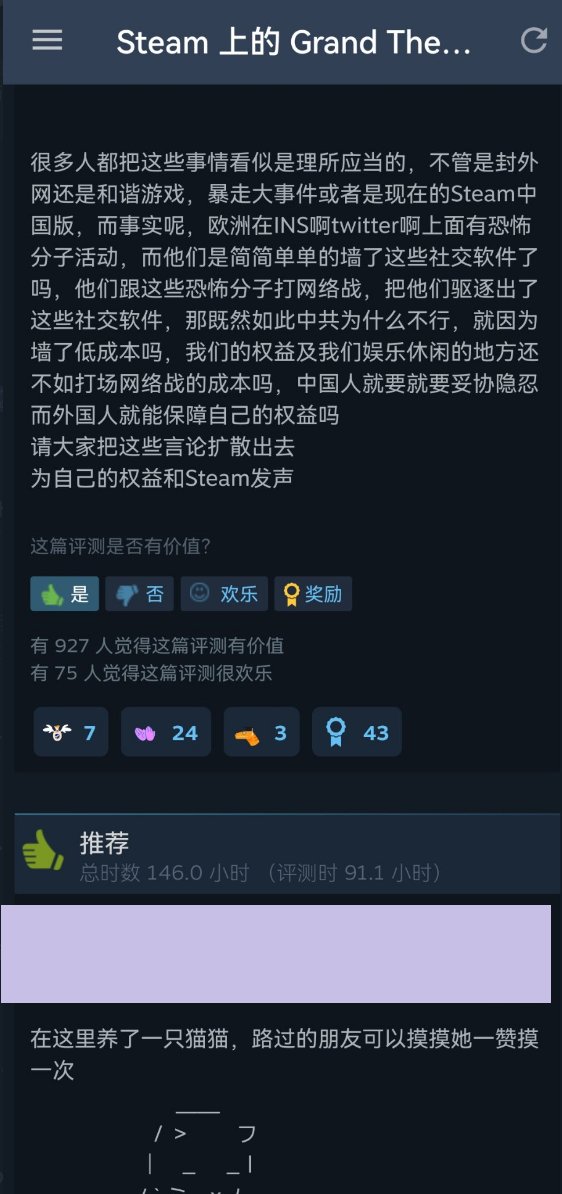 Steam 上的 Grand The...
很多人都把这些事情看似是理所应当的，不管是封外
网还是和谐游戏，暴走大事件或者是现在的Steam中
国版，而事实呢，欧洲在INS啊twitter啊上面有恐怖
分子活动，而他们是简简单单的墙了这些社交软件了
吗，他们跟这些恐怖分子打网络战，把他们驱逐出了
这些社交软件，那既然如此中共为什么不行，就因为
墙了低成本吗，我们的权益及我们娱乐休闲的地方还
不如打场网络战的成本吗，中国人就要就要妥协隐忍
而外国人就能保障自己的权益吗
请大家把这些言论扩散出去
为自己的权益和Steam发声
这篇评测是否有价值？
是 否 欢乐 奖励
有 927 人觉得这篇评测有价值
有 75 人觉得这篇评测很欢乐
7 24 3 43
推荐
总时数 146.0 小时 （评测时 91.1 小时）
在这里养了一只猫猫，路过的朋友可以摸摸她一赞摸
一次